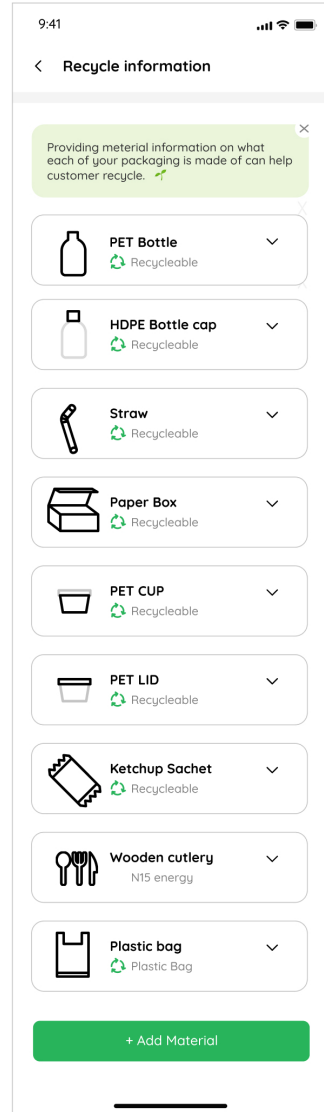 9:41
Recycle information
Providing meterial information on what
each of your packaging is made of can help
customer recycle.
PET Bottle
Recycleable
HDPE Bottle cap
Recycleable
Straw
Recycleable
Paper Box
Recycleable
PET CUP
Recycleable
PET LID
Recycleable
Ketchup Sachet
Recycleable
Wooden cutlery
N15 energy
Plastic bag
Plastic Bag
+ Add Material